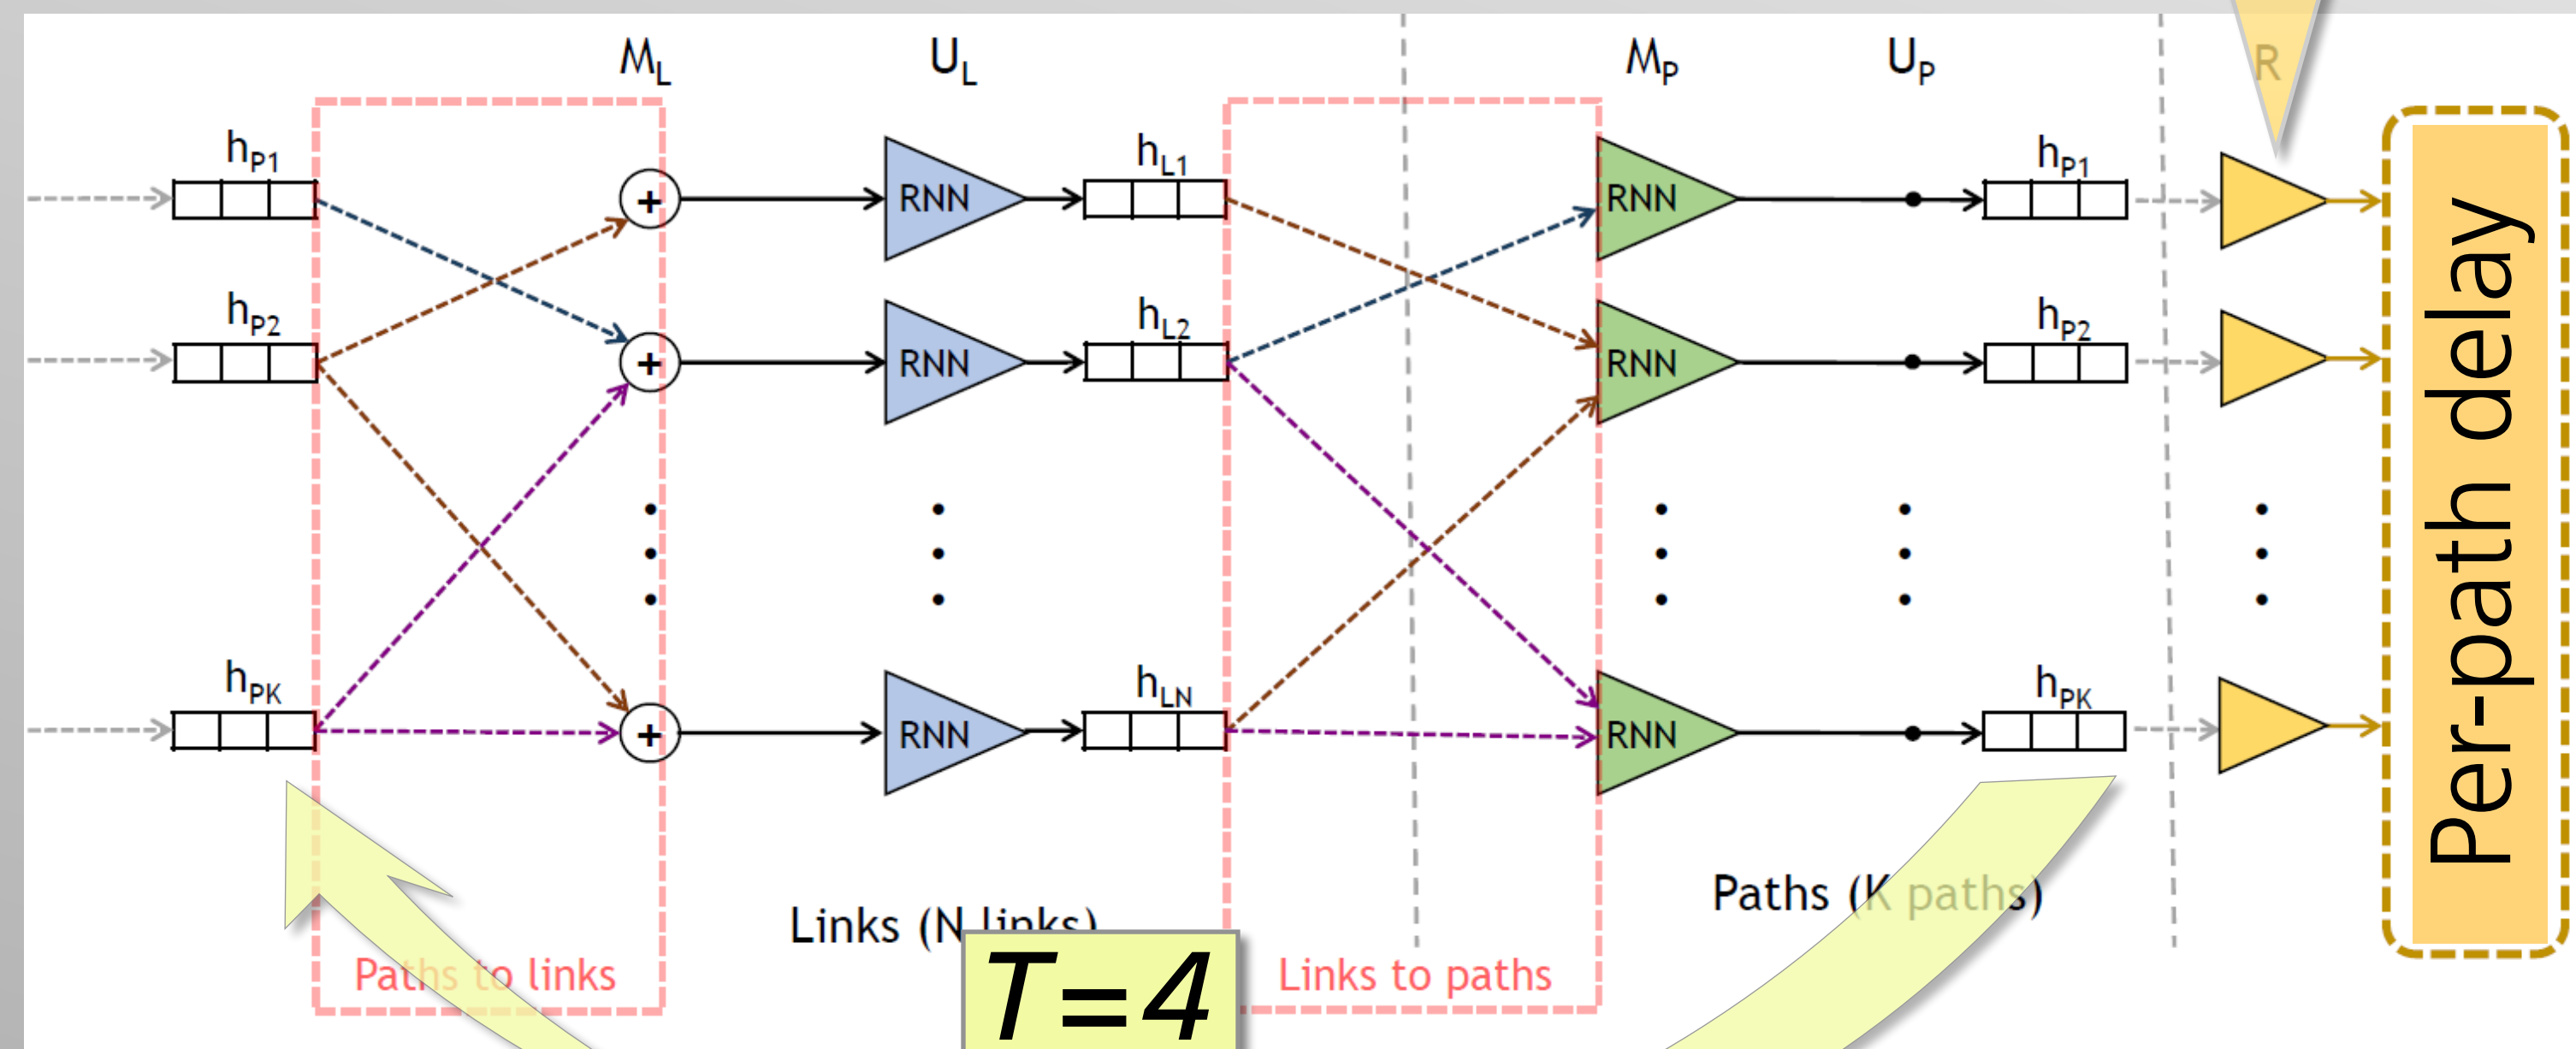 M_L U_L M_P U_P R
h_P1 h_L1 h_P1
+ RNN RNN
h_P2 h_L2 h_P2
+ RNN RNN
h_PK h_LN h_PK
+ RNN RNN
Per-path delay
Links (N links) Paths (K paths)
Paths to links Links to paths
T=4